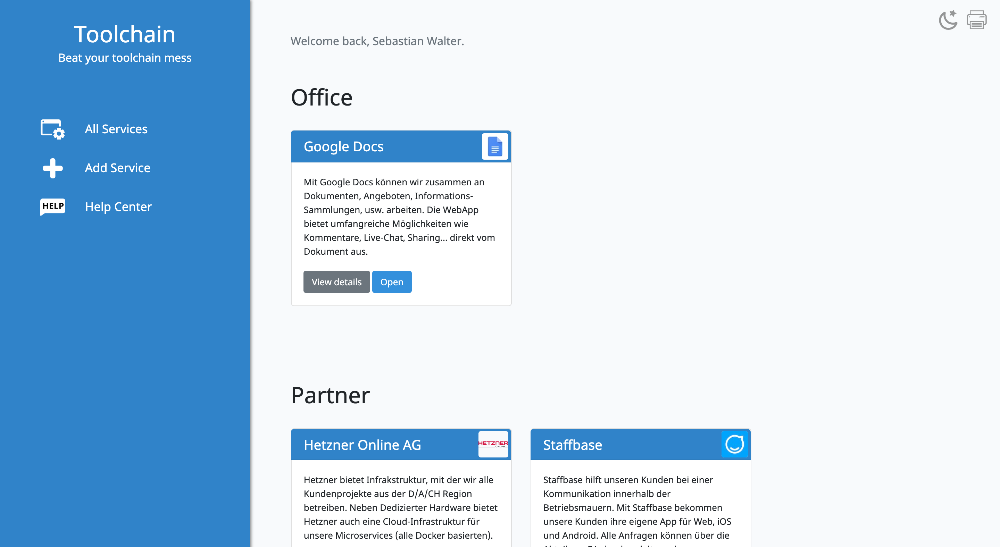 Toolchain
Beat your toolchain mess
All Services
Add Service
HELP
Help Center
Welcome back, Sebastian Walter.
Office
Google Docs
Mit Google Docs können wir zusammen an
Dokumenten, Angeboten, Informations-
Sammlungen, usw. arbeiten. Die WebApp
bietet umfangreiche Möglichkeiten wie
Kommentare, Live-Chat, Sharing... direkt vom
Dokument aus.
View details
Open
Partner
Hetzner Online AG
HETZNER
ONLINE
Hetzner bietet Infrakstruktur, mit der wir alle
Kundenprojekte aus der D/A/CH Region
betreiben. Neben Dedizierter Hardware bietet
Hetzner auch eine Cloud-Infrastruktur für
unsere Microservices (alle Docker basierten).
Staffbase
Staffbase hilft unseren Kunden bei einer
Kommunikation innerhalb der
Betriebsmauern. Mit Staffbase bekommen
unsere Kunden ihre eigene App für Web, iOS
und Android. Alle Anfragen können über die